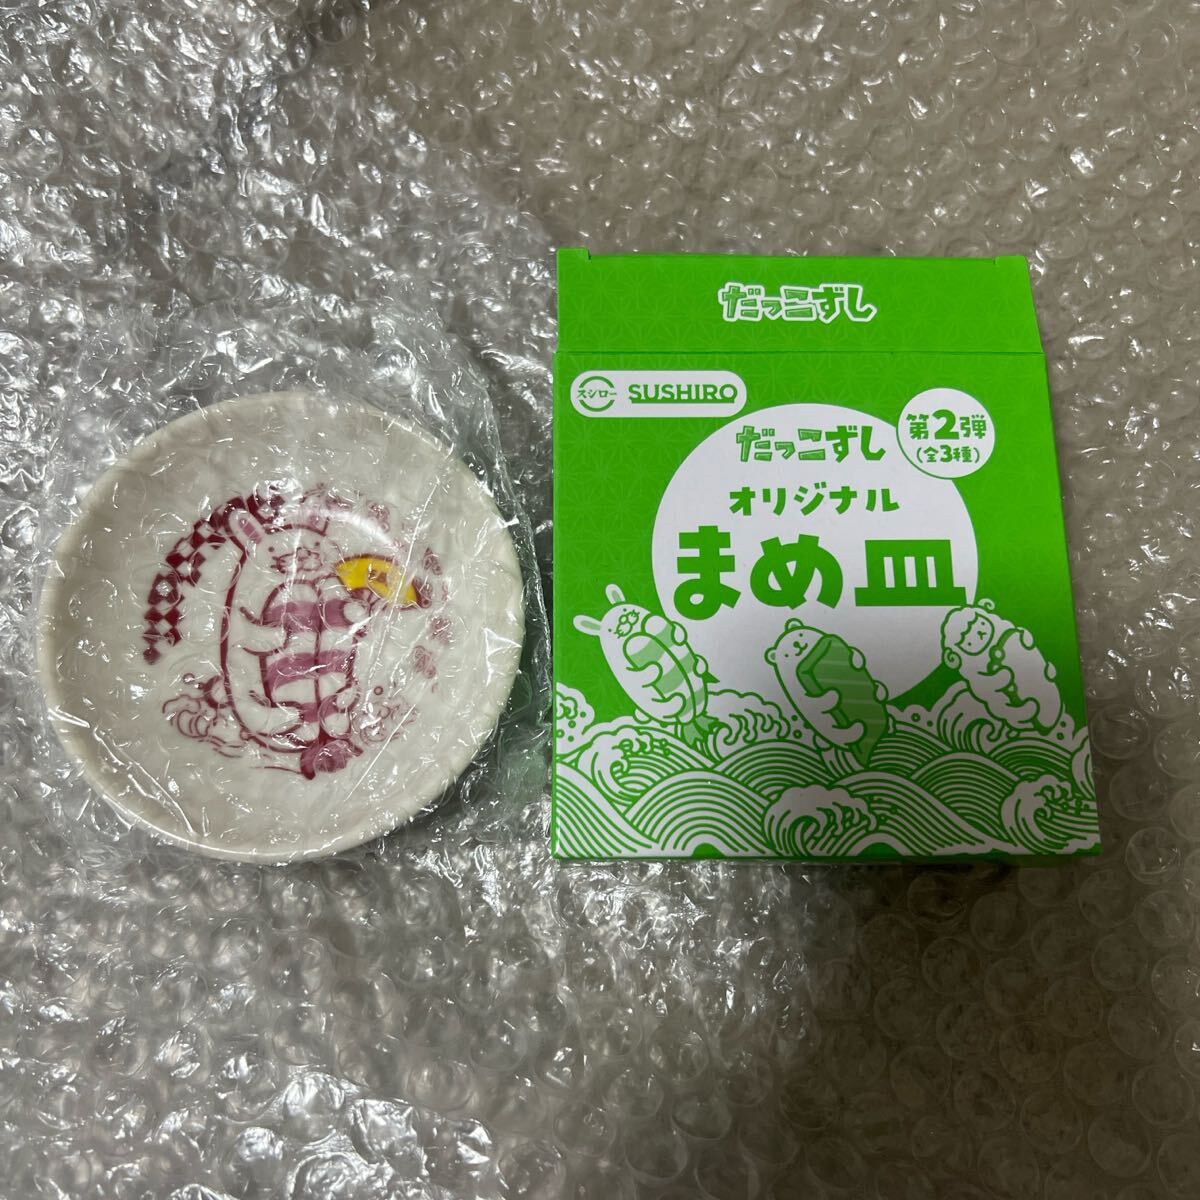 だっこずし
スシロー SUSHIRO
だっこずし
第2弾
(全3種)
オリジナル
まめ皿